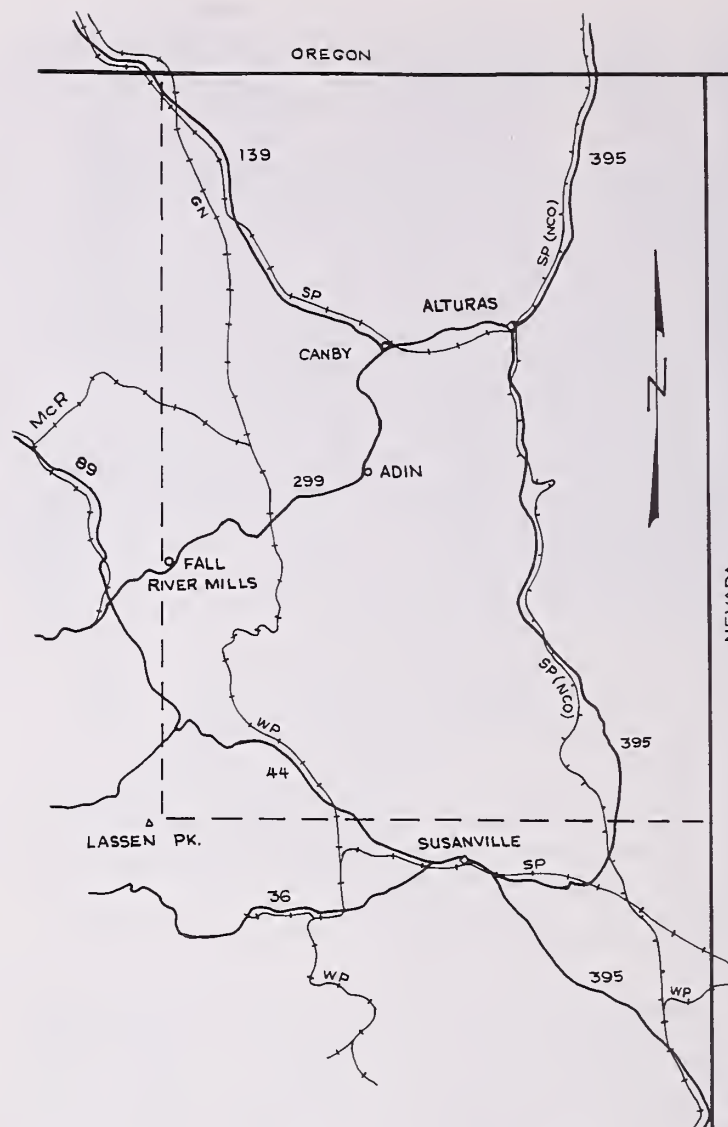 OREGON
139
395
GN
SP (NCO)
SP
ALTURAS
CANBY
McR
N
89
ADIN
299
FALL
RIVER MILLS
NEVADA
SP(NCO)
WP
395
44
LASSEN PK.
SUSANVILLE
SP
36
WP
395
WP